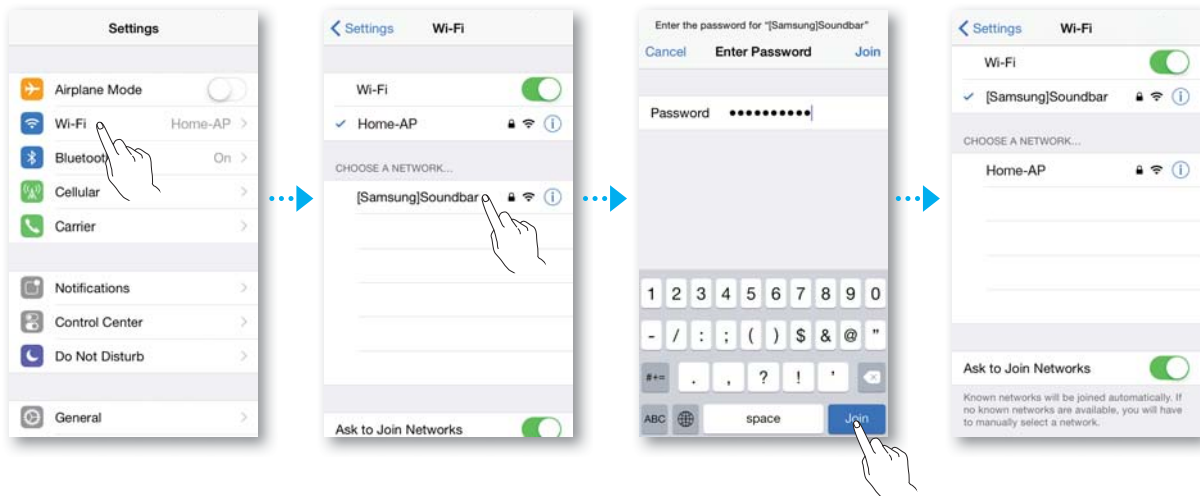 Settings
Airplane Mode
Wi-Fi Home-AP
Bluetoot On
Cellular
Carrier
Notifications
Control Center
Do Not Disturb
General
Settings Wi-Fi
Wi-Fi
Home-AP
CHOOSE A NETWORK...
[Samsung]Soundbar
Ask to Join Networks
Enter the password for "[Samsung]Soundbar"
Cancel Enter Password Join
Password ••••••••••
1 2 3 4 5 6 7 8 9 0
- / : ; ( ) $ & @ "
#+= . , ? ! '
ABC space Join
Settings Wi-Fi
Wi-Fi
[Samsung]Soundbar
CHOOSE A NETWORK...
Home-AP
Ask to Join Networks
Known networks will be joined automatically. If
no known networks are available, you will have
to manually select a network.